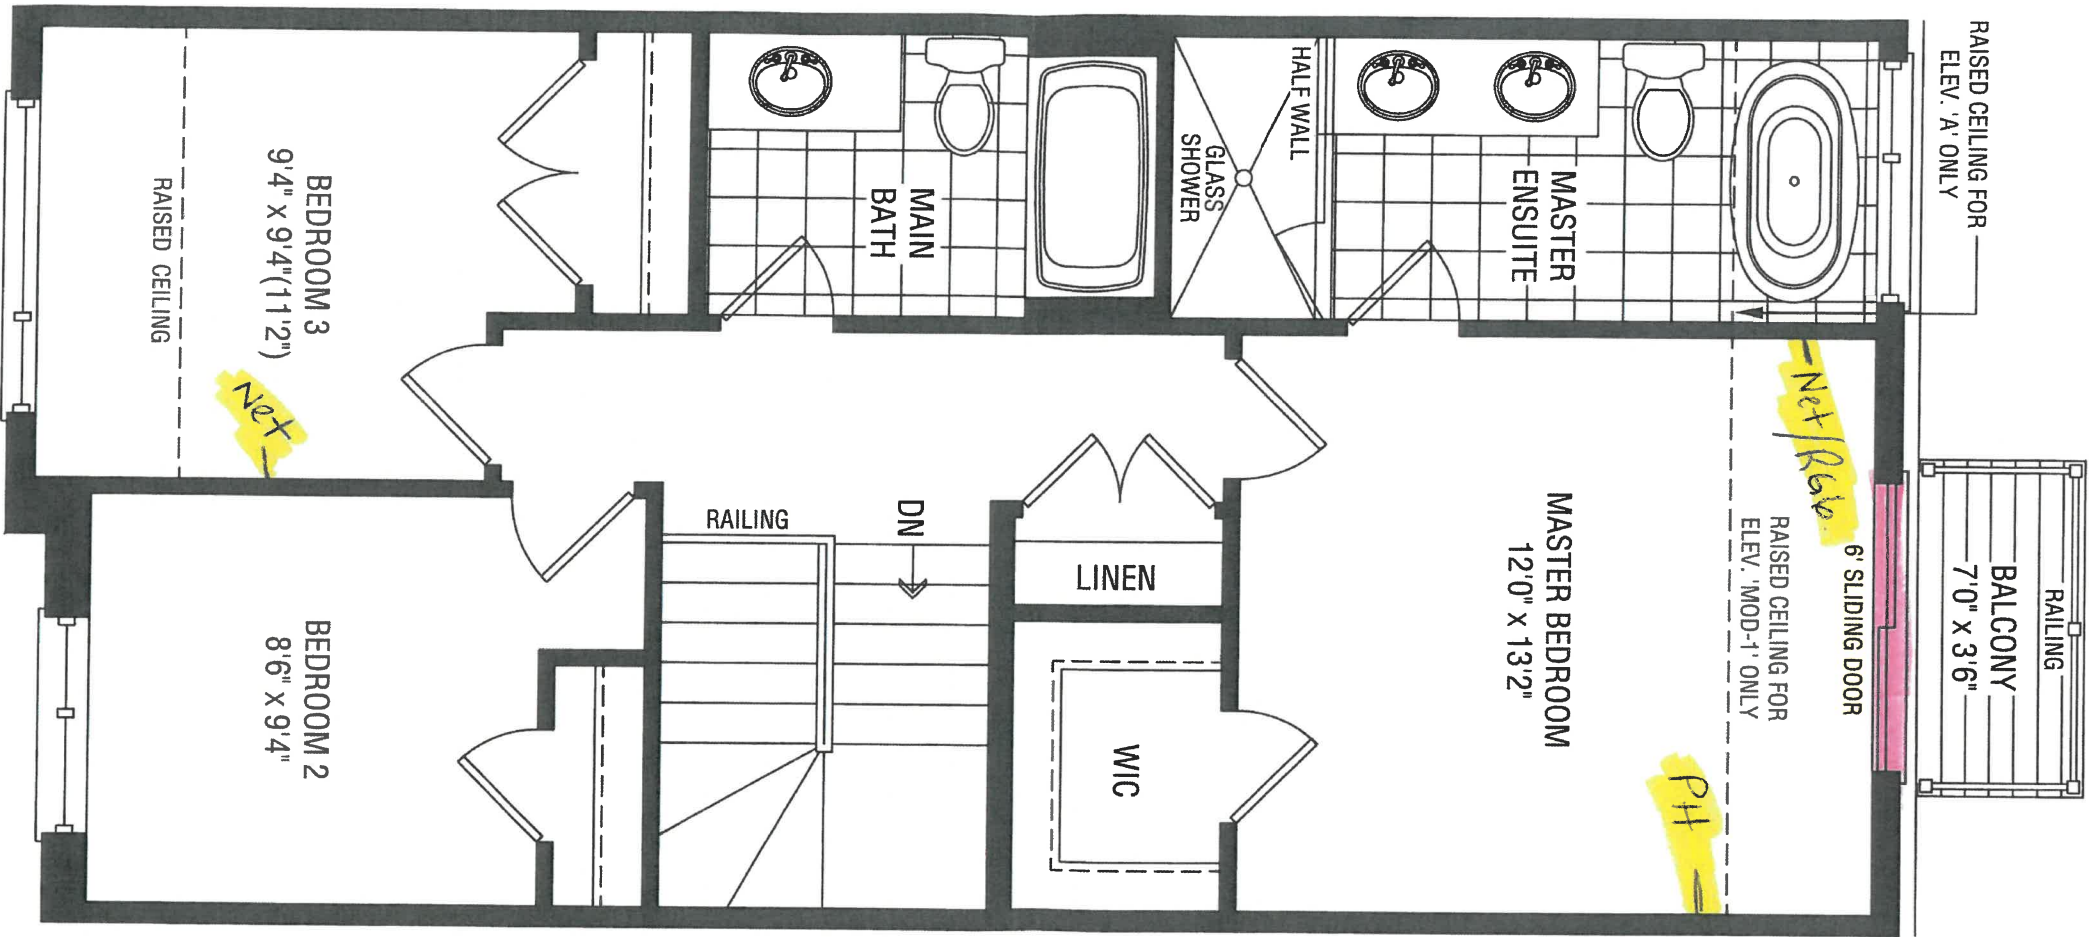 RAISED CEILING FOR
ELEV. 'A' ONLY
HALF WALL
GLASS
SHOWER
MASTER
ENSUITE
MAIN
BATH
BEDROOM 3
9'4" x 9'4"(11'2")
RAISED CEILING
Net
Net/RG6.
6' SLIDING DOOR
RAILING
BALCONY
7'0" x 3'6"
RAISED CEILING FOR
ELEV. 'MOD-1' ONLY
MASTER BEDROOM
12'0" x 13'2"
PH
LINEN
WIC
DN
RAILING
BEDROOM 2
8'6" x 9'4"